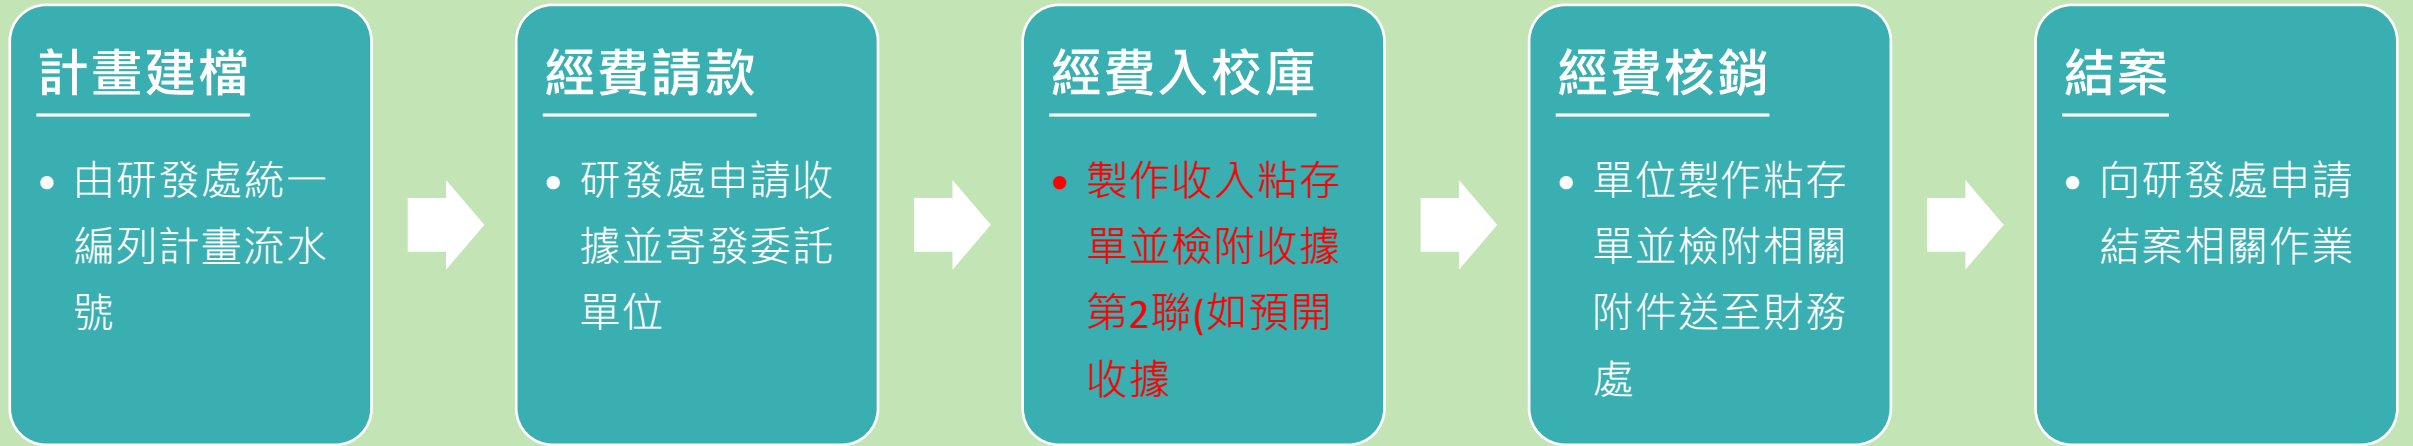 計畫建檔
• 由研發處統一
編列計畫流水
號
經費請款
• 研發處申請收
據並寄發委託
單位
經費入校庫
• 製作收入粘存
單並檢附收據
第2聯(如預開
收據
經費核銷
• 單位製作粘存
單並檢附相關
附件送至財務
處
結案
• 向研發處申請
結案相關作業